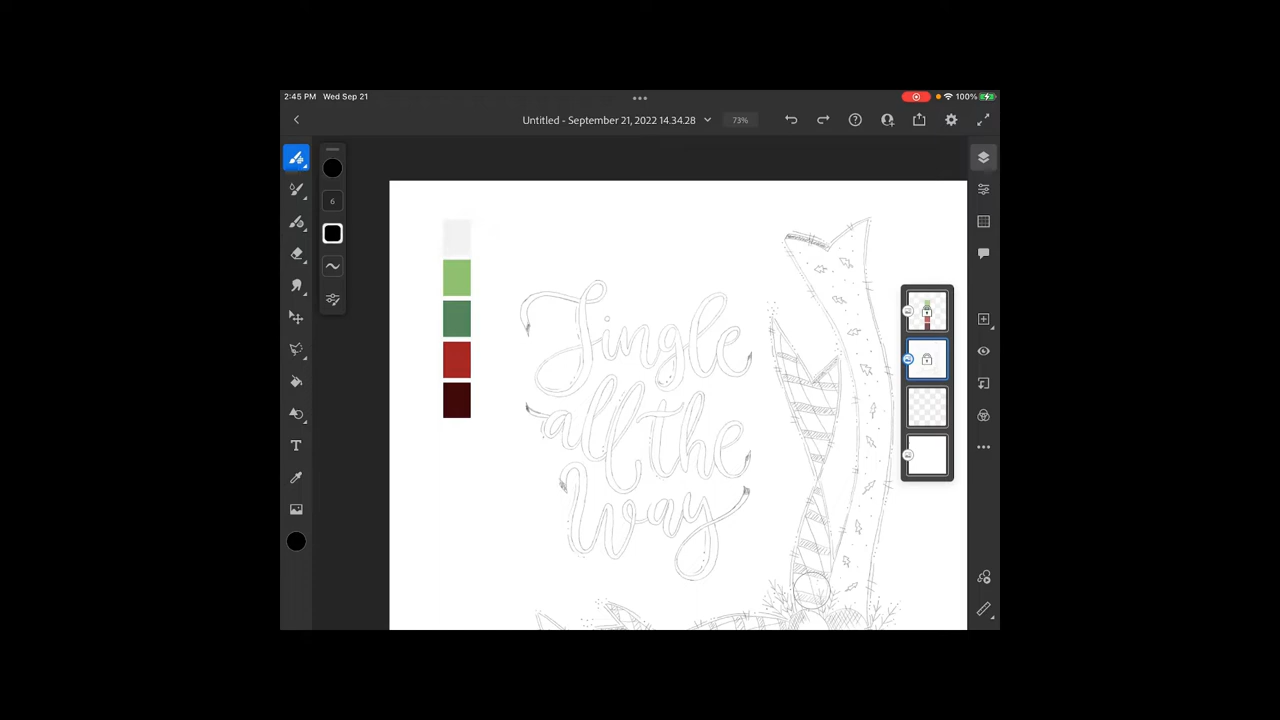 2:45 PM Wed Sep 21
100%
Untitled - September 21, 2022 14.34.28
73%
6
Jingle
all the
Way
T